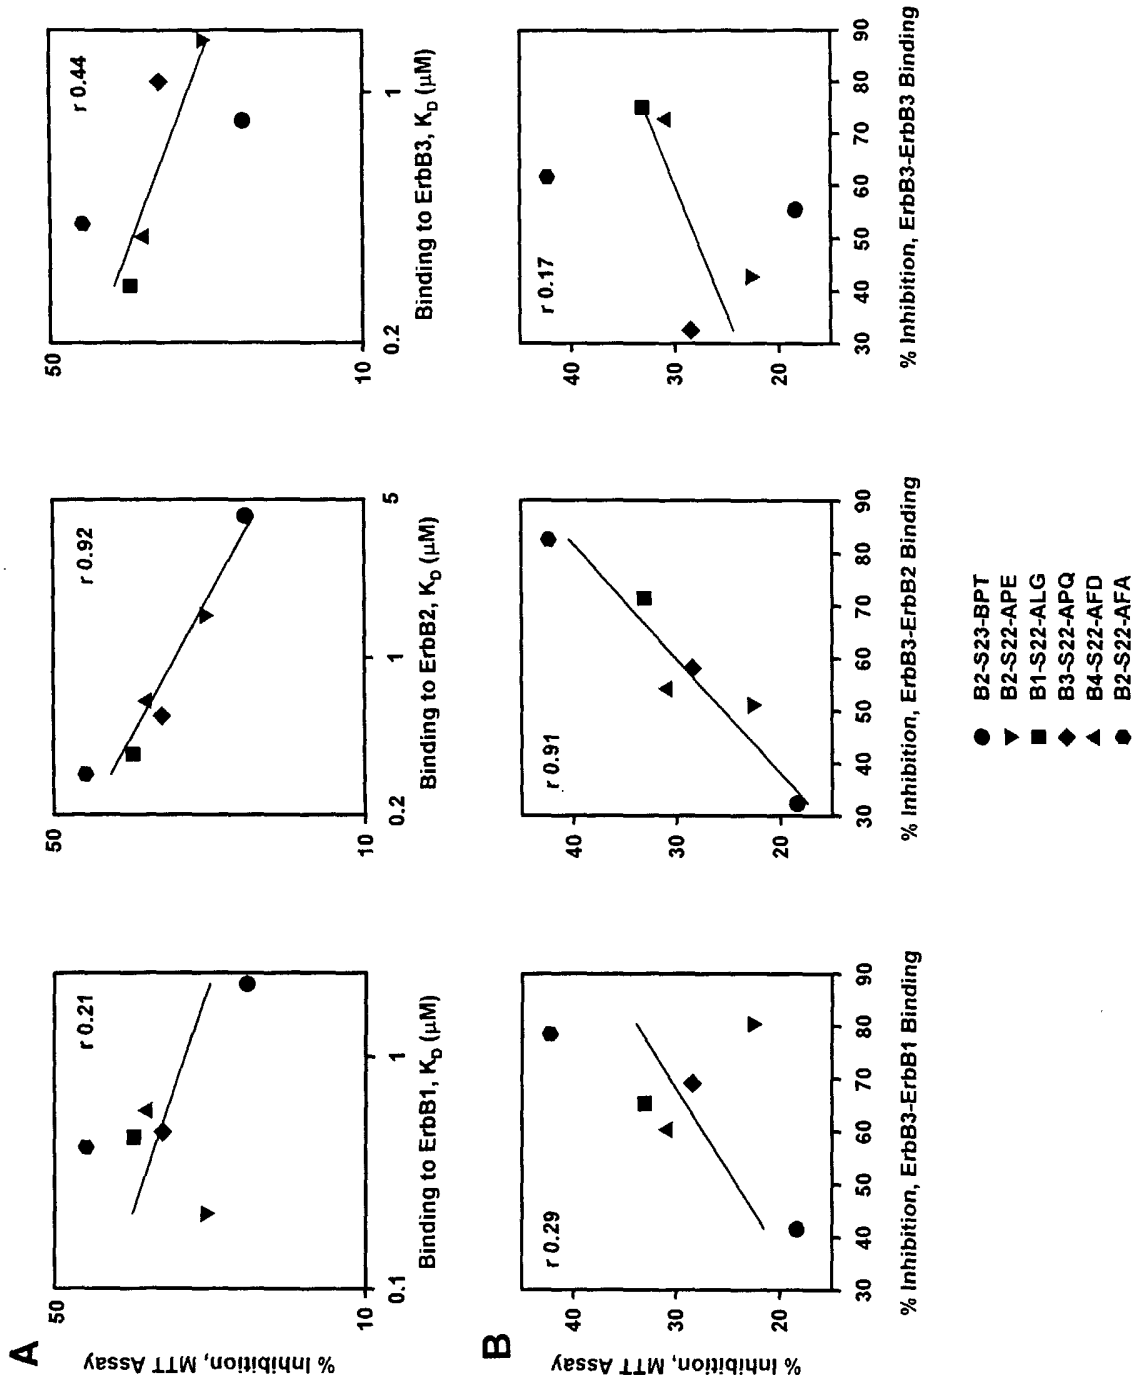 A
% Inhibition, MTT Assay
50
10
0.1
1
r 0.21
Binding to ErbB1, K_D (μM)
50
10
0.2
1
5
r 0.92
Binding to ErbB2, K_D (μM)
50
10
0.2
1
r 0.44
Binding to ErbB3, K_D (μM)
B
% Inhibition, MTT Assay
40
30
20
30 40 50 60 70 80 90
r 0.29
% Inhibition, ErbB3-ErbB1 Binding
40
30
20
30 40 50 60 70 80 90
r 0.91
% Inhibition, ErbB3-ErbB2 Binding
40
30
20
30 40 50 60 70 80 90
r 0.17
% Inhibition, ErbB3-ErbB3 Binding
B2-S23-BPT
B2-S22-APE
B1-S22-ALG
B3-S22-APQ
B4-S22-AFD
B2-S22-AFA